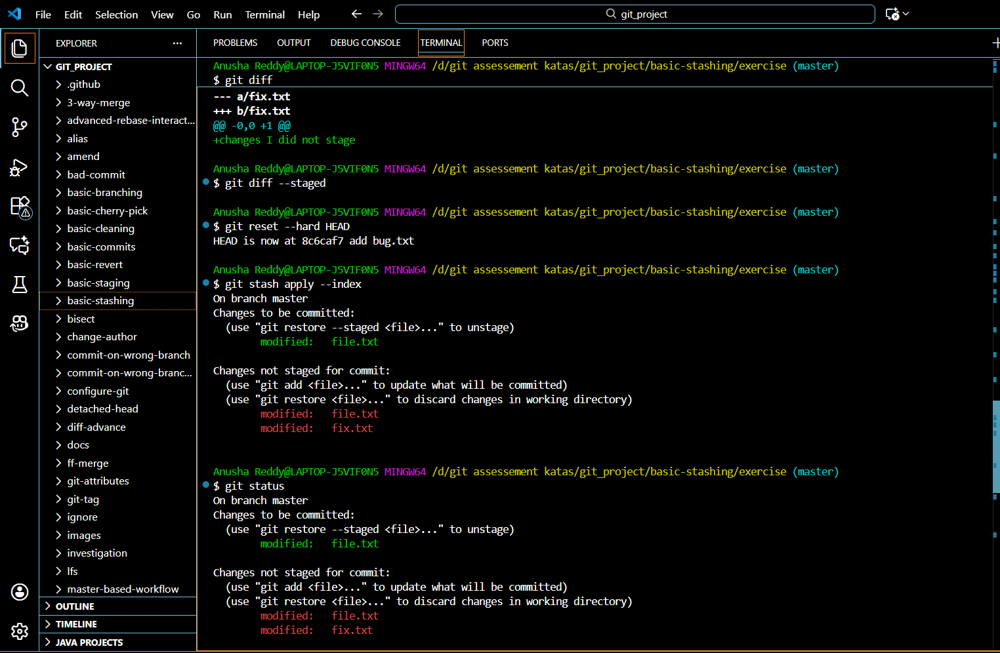 File Edit Selection View Go Run Terminal Help
git_project
EXPLORER
GIT_PROJECT
.github
3-way-merge
advanced-rebase-interact...
alias
amend
bad-commit
basic-branching
basic-cherry-pick
basic-cleaning
basic-commits
basic-revert
basic-staging
basic-stashing
bisect
change-author
commit-on-wrong-branch
commit-on-wrong-branc...
configure-git
detached-head
diff-advance
docs
ff-merge
git-attributes
git-tag
ignore
images
investigation
lfs
master-based-workflow
OUTLINE
TIMELINE
JAVA PROJECTS
PROBLEMS OUTPUT DEBUG CONSOLE TERMINAL PORTS
Anusha Reddy@LAPTOP-J5VIF0N5 MINGW64 /d/git assessement katas/git_project/basic-stashing/exercise (master)
$ git diff
--- a/fix.txt
+++ b/fix.txt
@@ -0,0 +1 @@
+changes I did not stage
Anusha Reddy@LAPTOP-J5VIF0N5 MINGW64 /d/git assessement katas/git_project/basic-stashing/exercise (master)
$ git diff --staged
Anusha Reddy@LAPTOP-J5VIF0N5 MINGW64 /d/git assessement katas/git_project/basic-stashing/exercise (master)
$ git reset --hard HEAD
HEAD is now at 8c6caf7 add bug.txt
Anusha Reddy@LAPTOP-J5VIF0N5 MINGW64 /d/git assessement katas/git_project/basic-stashing/exercise (master)
$ git stash apply --index
On branch master
Changes to be committed:
(use "git restore --staged <file>..." to unstage)
modified: file.txt
Changes not staged for commit:
(use "git add <file>..." to update what will be committed)
(use "git restore <file>..." to discard changes in working directory)
modified: file.txt
modified: fix.txt
Anusha Reddy@LAPTOP-J5VIF0N5 MINGW64 /d/git assessement katas/git_project/basic-stashing/exercise (master)
$ git status
On branch master
Changes to be committed:
(use "git restore --staged <file>..." to unstage)
modified: file.txt
Changes not staged for commit:
(use "git add <file>..." to update what will be committed)
(use "git restore <file>..." to discard changes in working directory)
modified: file.txt
modified: fix.txt